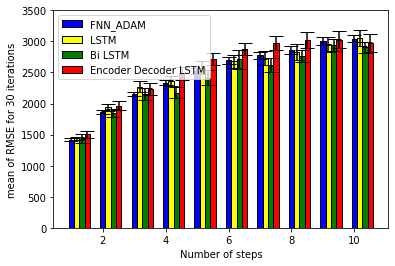 3500
3000
2500
2000
1500
1000
500
0
mean of RMSE for 30 iterations
FNN_ADAM
LSTM
Bi LSTM
Encoder Decoder LSTM
2 4 6 8 10
Number of steps